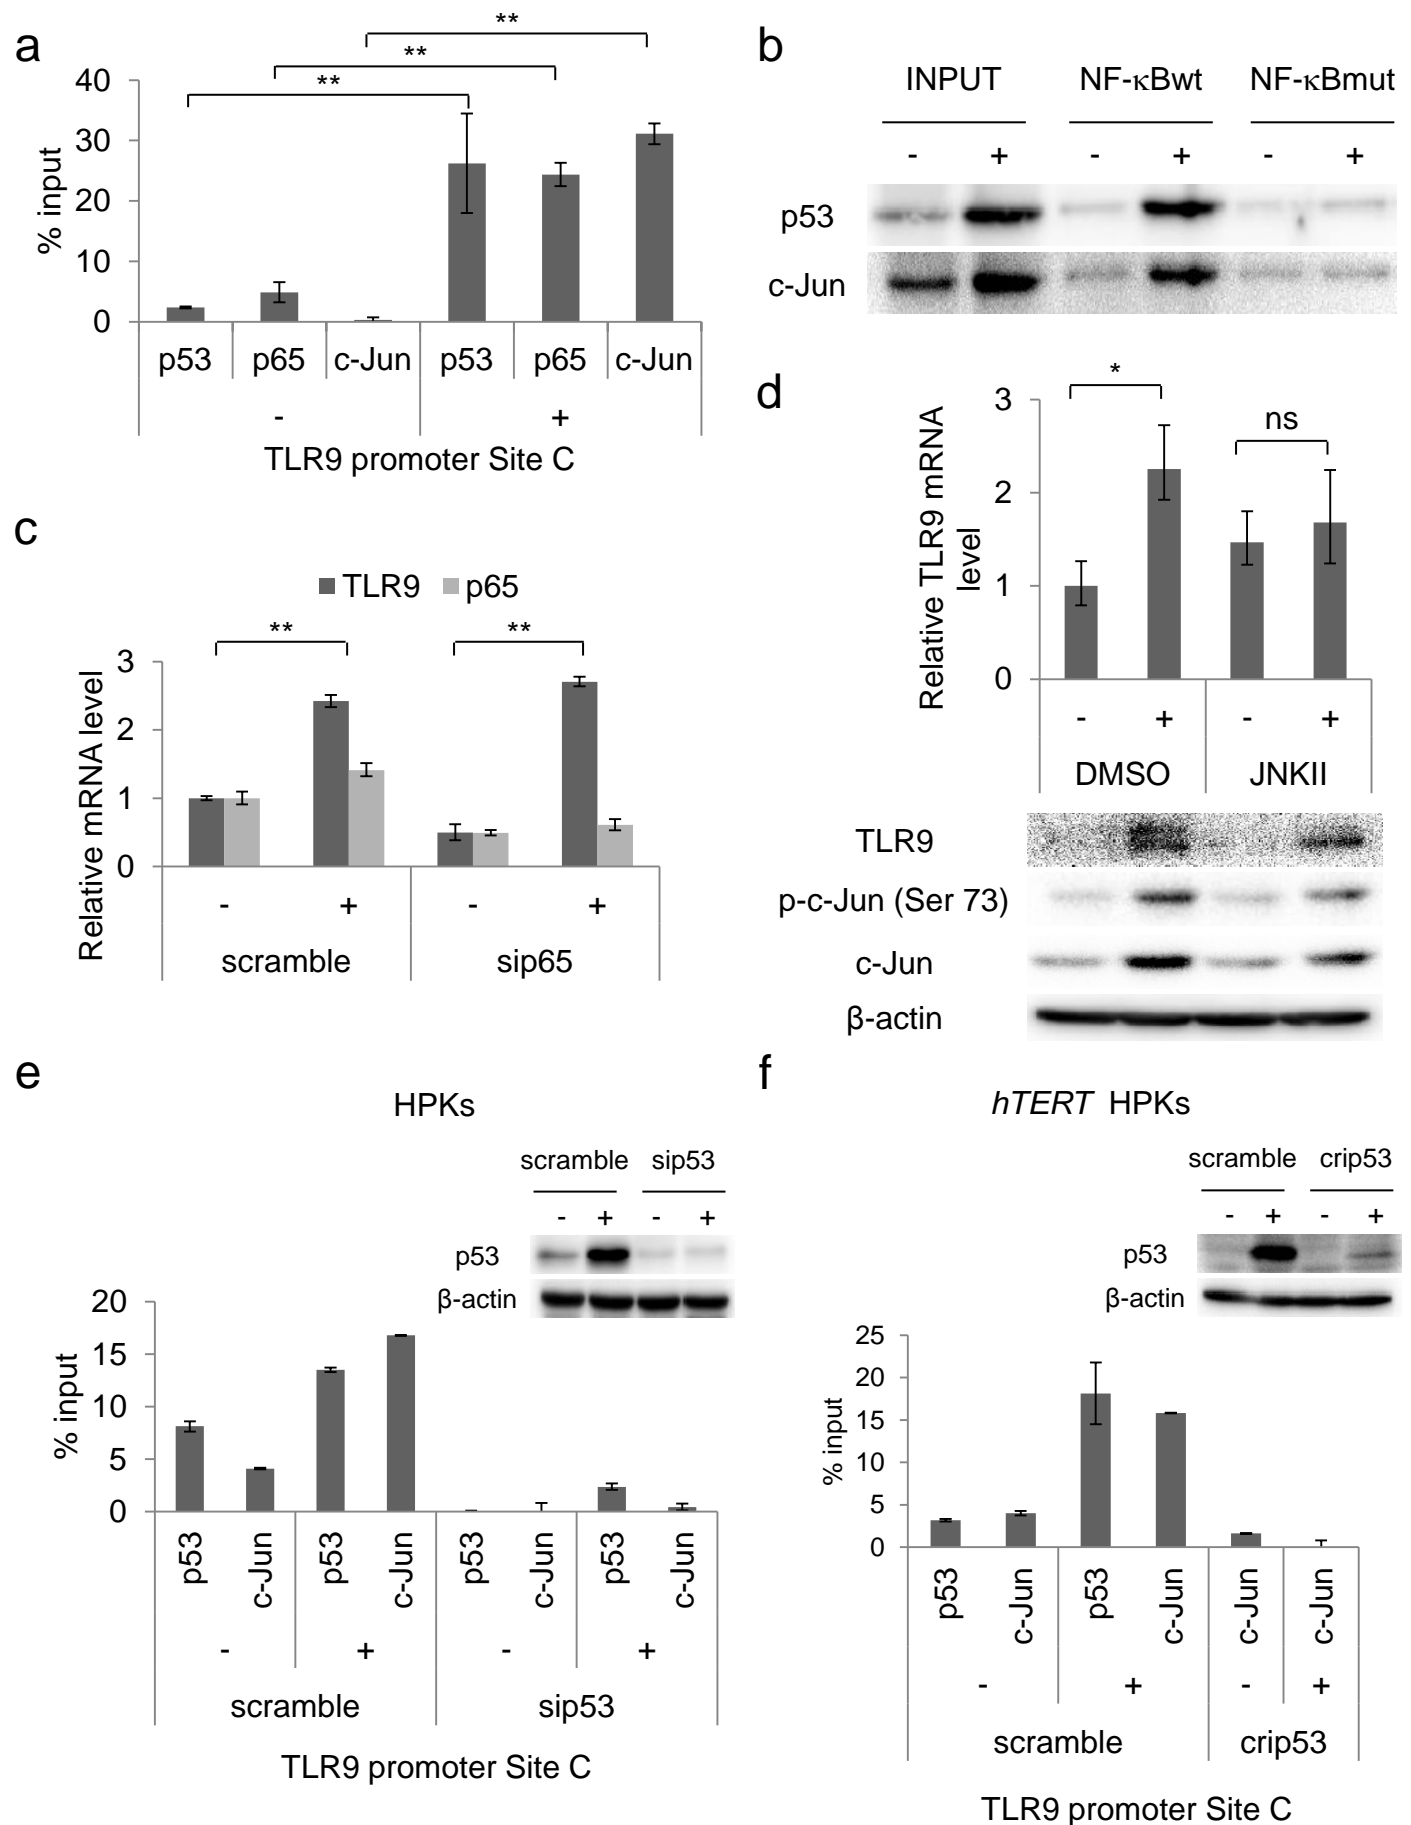 a
**
**
**
40
30
20
10
0
% input
p53 p65 c-Jun p53 p65 c-Jun
- +
TLR9 promoter Site C
b
INPUT NF-κBwt NF-κBmut
- + - + - +
p53
c-Jun
c
TLR9 p65
** **
3
2
1
0
Relative mRNA level
- + - +
scramble sip65
d
*
ns
3
2
1
0
Relative TLR9 mRNA
level
- + - +
DMSO JNKII
TLR9
p-c-Jun (Ser 73)
c-Jun
β-actin
e
HPKs
scramble sip53
- + - +
p53
β-actin
20
15
10
5
0
% input
p53 c-Jun p53 c-Jun p53 c-Jun p53 c-Jun
- + - +
scramble sip53
TLR9 promoter Site C
f
hTERT HPKs
scramble crip53
- + - +
p53
β-actin
25
20
15
10
5
0
% input
p53 c-Jun p53 c-Jun c-Jun c-Jun
- + - +
scramble crip53
TLR9 promoter Site C